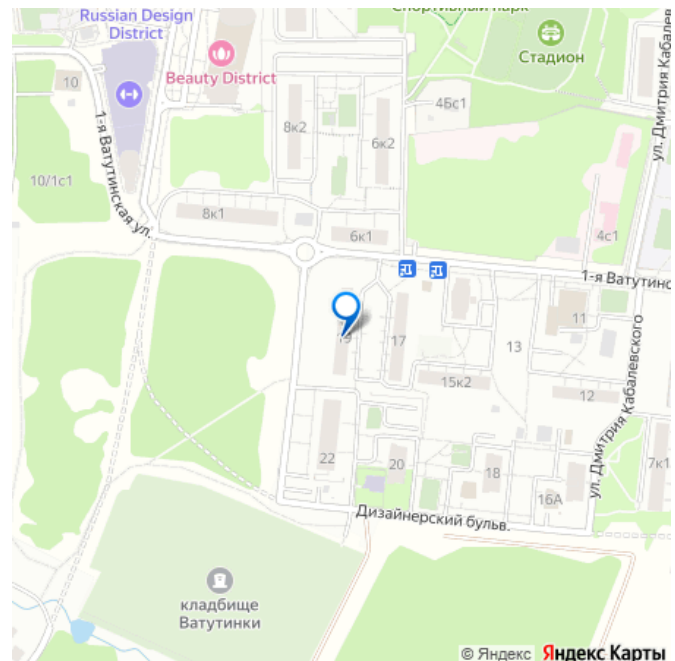 Спортивный парк
Russian Design
District
Стадион
Beauty District
10
ул. Дмитрия Кабалев
4Бс1
8к2
6к2
1-я Ватутинская ул.
10/1с1
8к1
6к1
4с1
1-я Ватутинс
11
19
17
13
15к2
12
ул. Дмитрия Кабалевского
22
20
18
7к1
16А
Дизайнерский бульв.
кладбище
Ватутинки
© Яндекс Яндекс Карты